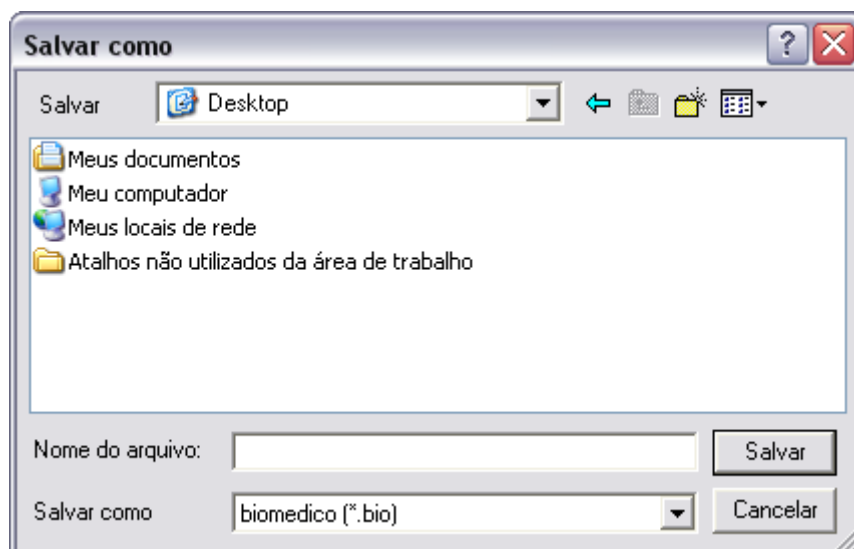 Salvar como
Salvar Desktop
Meus documentos
Meu computador
Meus locais de rede
Atalhos não utilizados da área de trabalho
Nome do arquivo: Salvar
Salvar como biomedico (*.bio) Cancelar